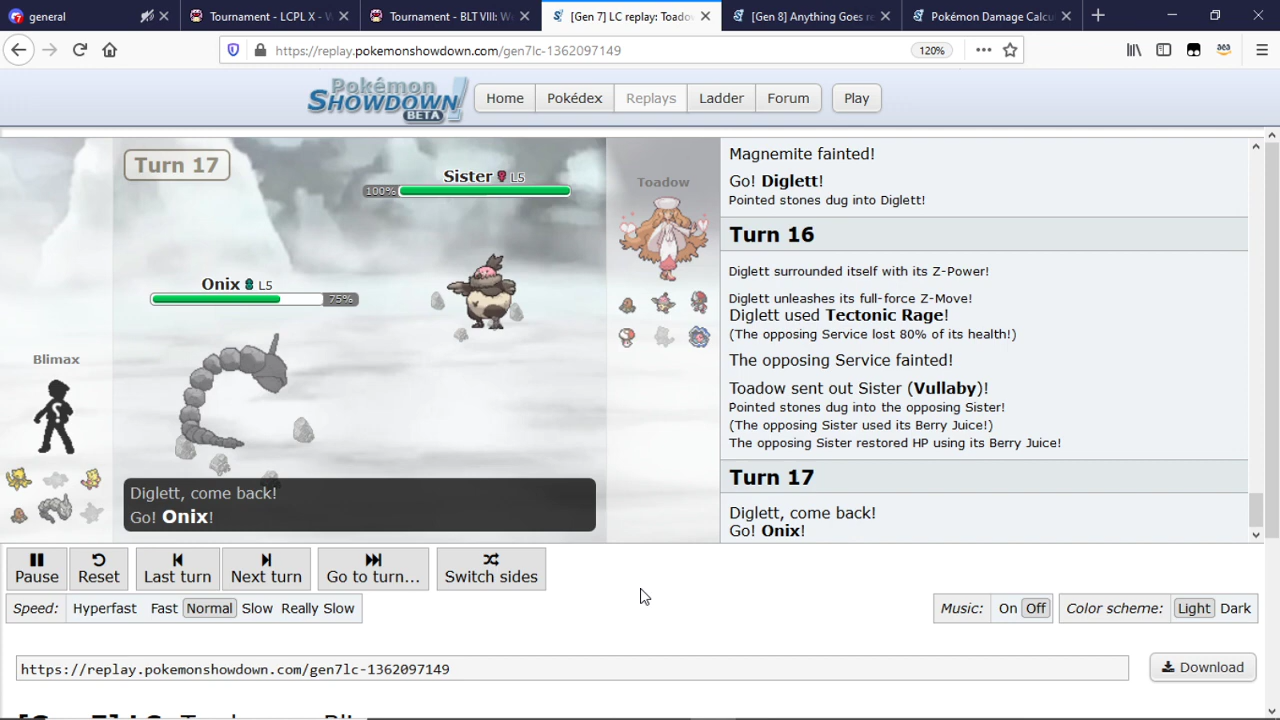 general
Tournament - LCPL X - W
Tournament - BLT VIII: We
[Gen 7] LC replay: Toado
[Gen 8] Anything Goes re
Pokémon Damage Calcu
https://replay.pokemonshowdown.com/gen7lc-1362097149
120%
Pokémon
SHOWDOWN!
BETA
Home
Pokédex
Replays
Ladder
Forum
Play
Turn 17
Sister L5
100%
Onix L5
75%
Blimax
Toadow
Diglett, come back!
Go! Onix!
Magnemite fainted!
Go! Diglett!
Pointed stones dug into Diglett!
Turn 16
Diglett surrounded itself with its Z-Power!
Diglett unleashes its full-force Z-Move!
Diglett used Tectonic Rage!
(The opposing Service lost 80% of its health!)
The opposing Service fainted!
Toadow sent out Sister (Vullaby)!
Pointed stones dug into the opposing Sister!
(The opposing Sister used its Berry Juice!)
The opposing Sister restored HP using its Berry Juice!
Turn 17
Diglett, come back!
Go! Onix!
Pause
Reset
Last turn
Next turn
Go to turn...
Switch sides
Speed: Hyperfast Fast Normal Slow Really Slow
Music: On Off
Color scheme: Light Dark
https://replay.pokemonshowdown.com/gen7lc-1362097149
Download